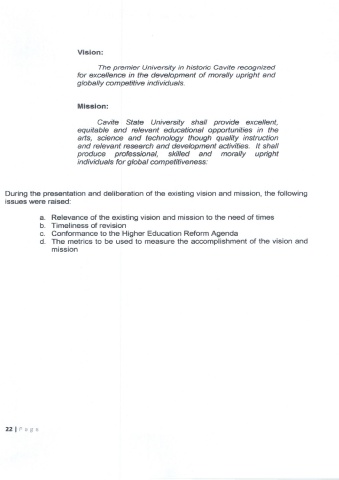 Vision:
The premier University in historic Cavite recognized
for excellence in the development of morally upright and
globally competitive individuals.
Mission:
Cavite State University shall provide excellent,
equitable and relevant educational opportunities in the
arts, science and technology though quality instruction
and relevant research and development activities. It shall
produce professional, skilled and morally upright
individuals for global competitiveness.
During the presentation and deliberation of the existing vision and mission, the following
issues were raised:
a. Relevance of the existing vision and mission to the need of times
b. Timeliness of revision
c. Conformance to the Higher Education Reform Agenda
d. The metrics to be used to measure the accomplishment of the vision and
mission
22 | P a g e